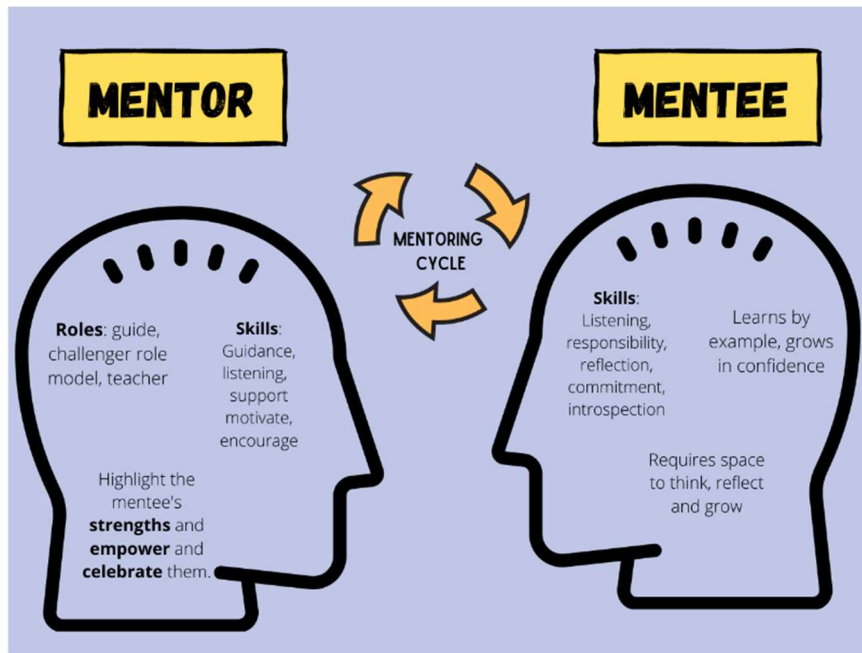 MENTOR
MENTEE
MENTORING
CYCLE
Roles: guide,
challenger role
model, teacher
Skills:
Guidance,
listening,
support
motivate,
encourage
Highlight the
mentee's
strengths and
empower and
celebrate them.
Skills:
Listening,
responsibility,
reflection,
commitment,
introspection
Learns by
example, grows
in confidence
Requires space
to think, reflect
and grow